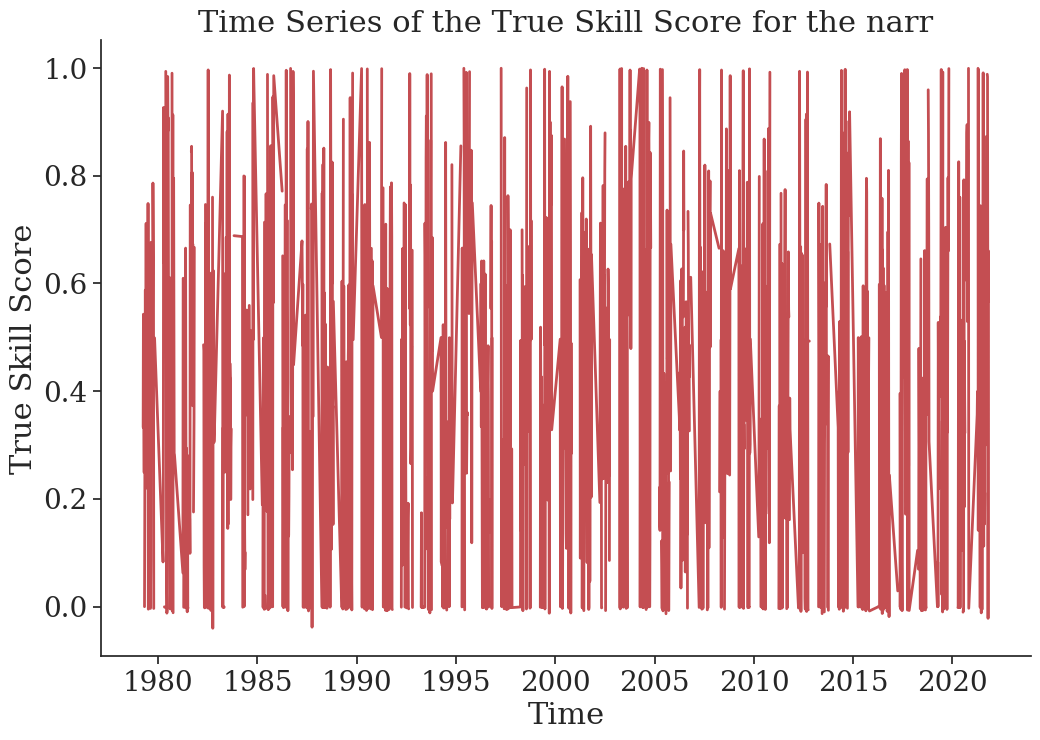 Time Series of the True Skill Score for the narr
True Skill Score
1.0
0.8
0.6
0.4
0.2
0.0
1980 1985 1990 1995 2000 2005 2010 2015 2020
Time